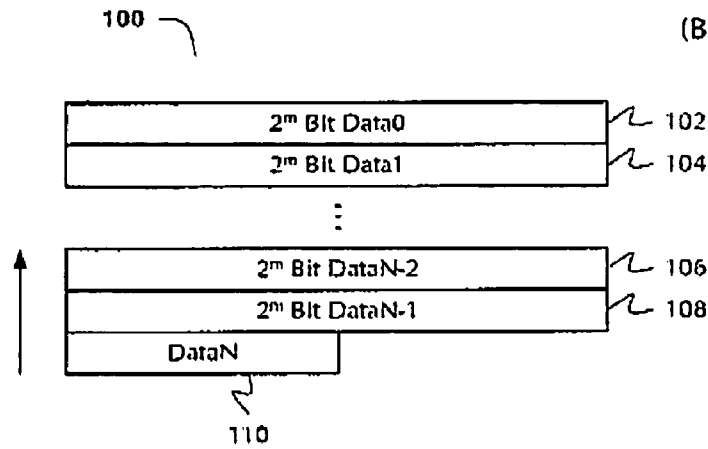 100
(B
2ᵐ Bit Data0
102
2ᵐ Bit Data1
104
⋮
2ᵐ Bit DataN-2
106
2ᵐ Bit DataN-1
108
DataN
110